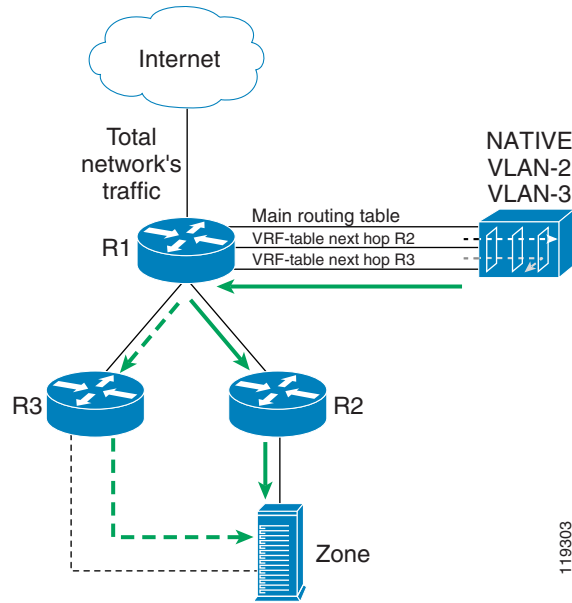 Internet
Total
network's
traffic
NATIVE
VLAN-2
VLAN-3
Main routing table
VRF-table next hop R2
VRF-table next hop R3
R1
R3
R2
Zone
119303